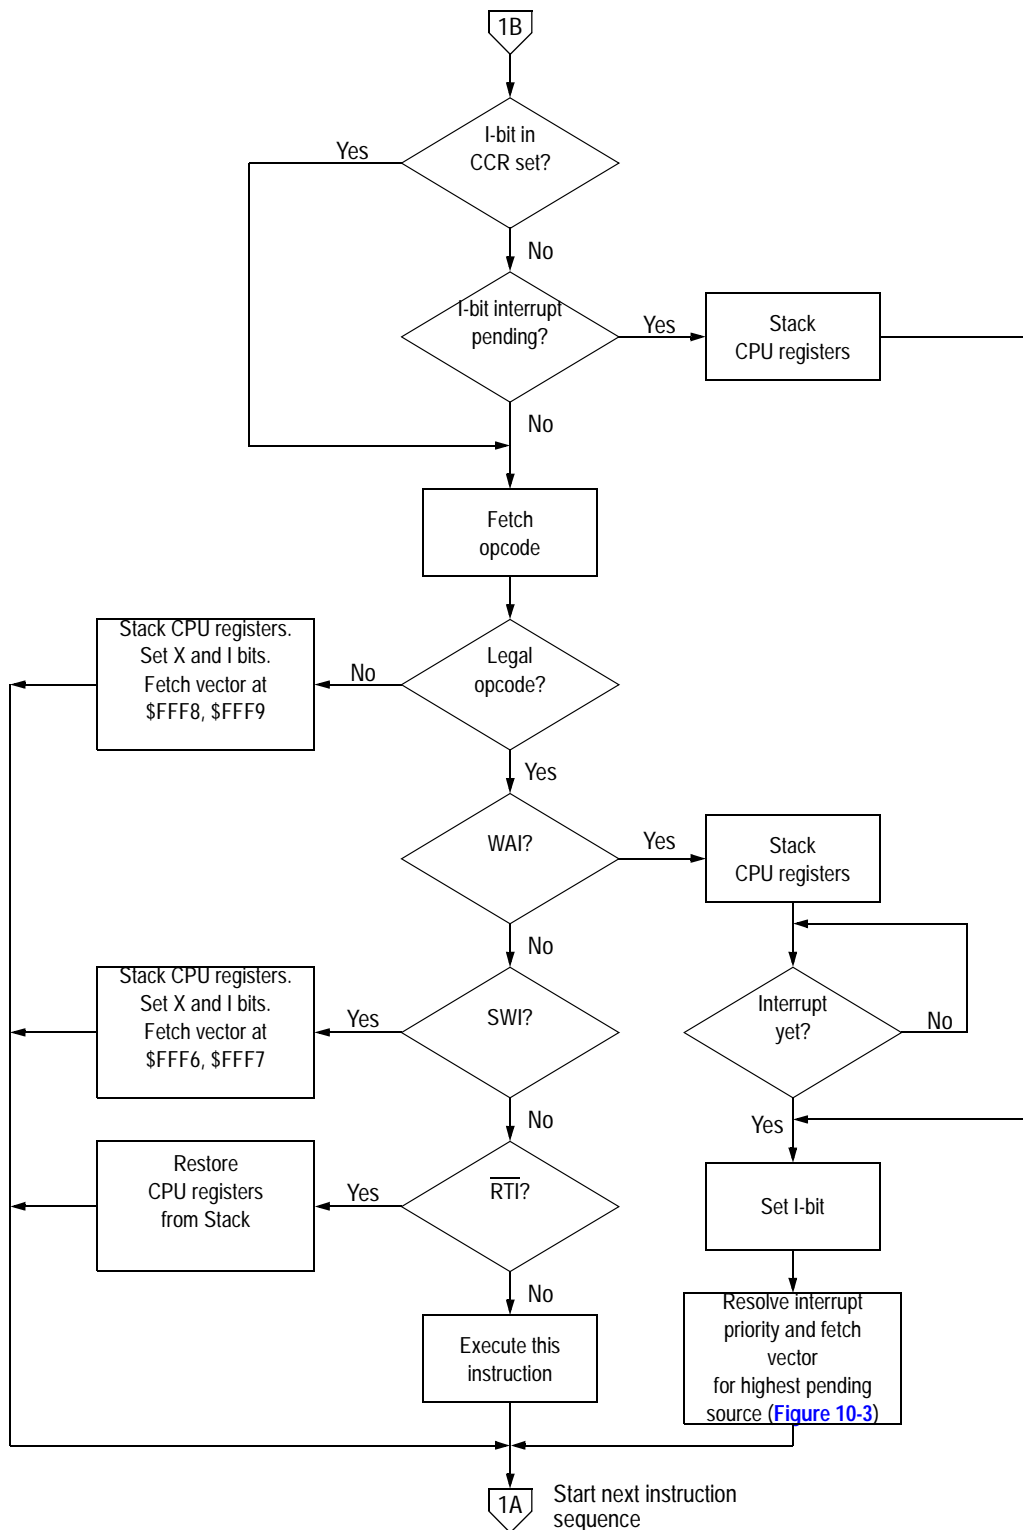 1B
I-bit in
CCR set?
Yes
No
I-bit interrupt
pending?
Yes
Stack
CPU registers
No
Fetch
opcode
Stack CPU registers.
Set X and I bits.
Fetch vector at
$FFF8, $FFF9
No
Legal
opcode?
Yes
WAI?
Yes
Stack
CPU registers
No
Stack CPU registers.
Set X and I bits.
Fetch vector at
$FFF6, $FFF7
Yes
SWI?
Interrupt
yet?
No
No
Yes
Restore
CPU registers
from Stack
Yes
RTI?
Set I-bit
No
Execute this
instruction
Resolve interrupt
priority and fetch
vector
for highest pending
source (Figure 10-3)
1A
Start next instruction
sequence